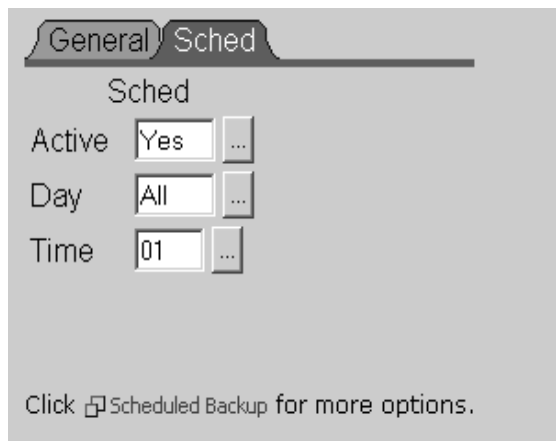 General Sched
Sched
Active Yes ...
Day All ...
Time 01 ...
Click Scheduled Backup for more options.